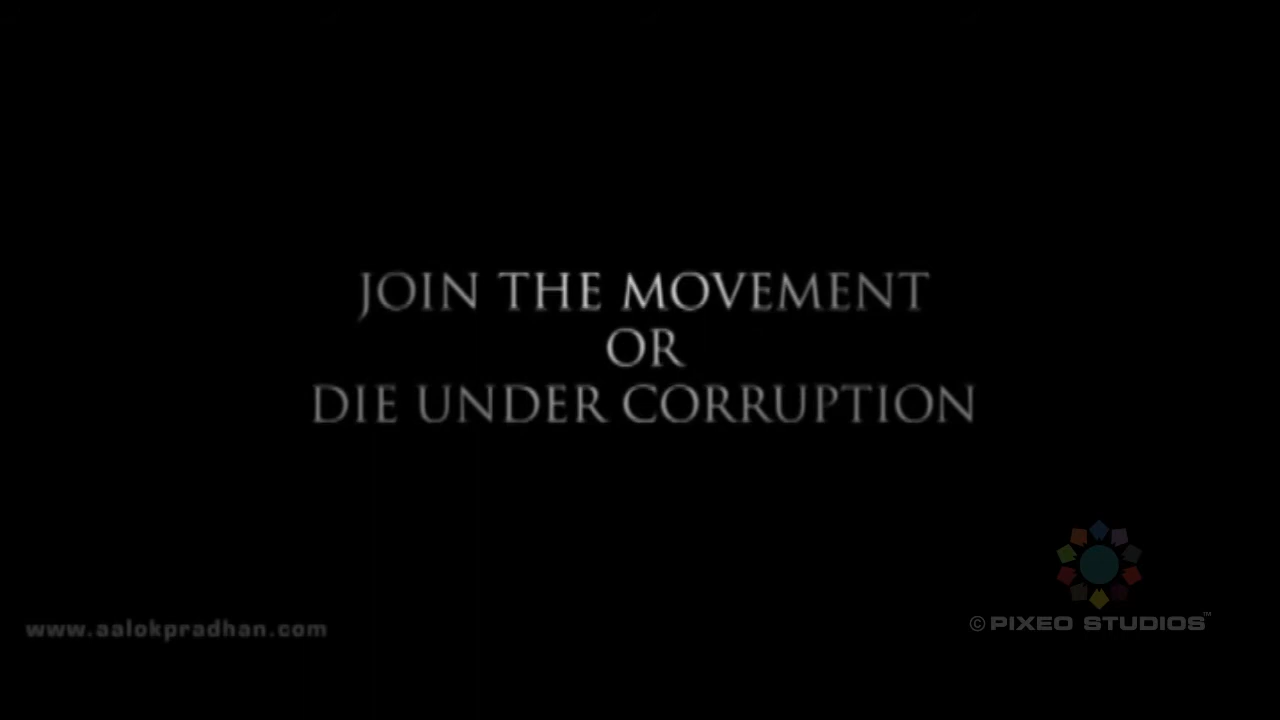 JOIN THE MOVEMENT
OR
DIE UNDER CORRUPTION
www.aalokpradhan.com
© PIXEO STUDIOS™